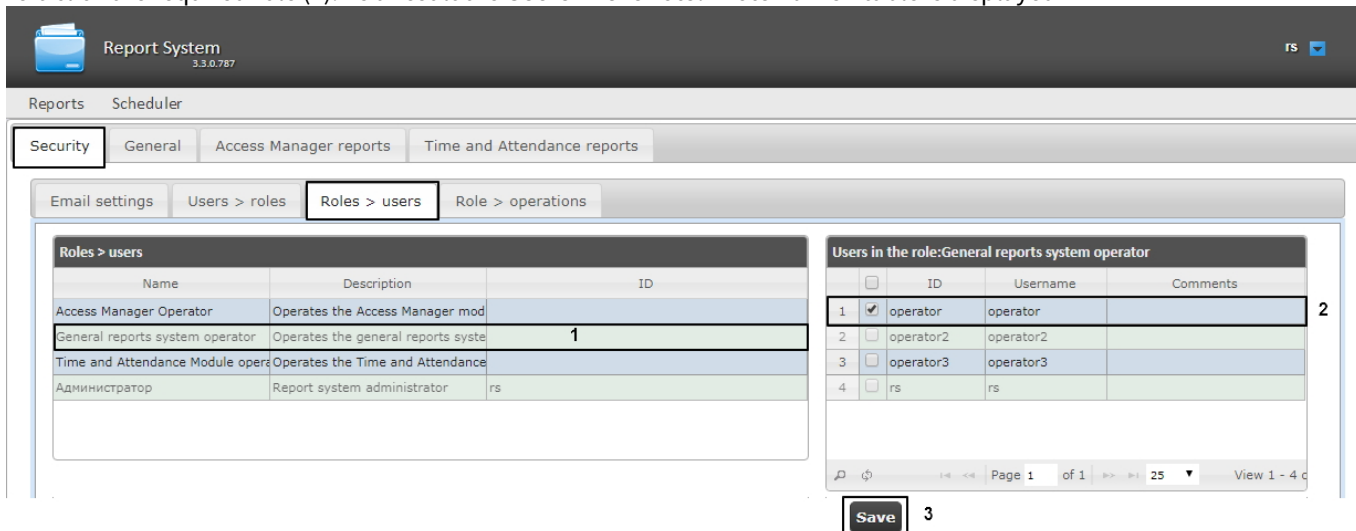 Report System
3.3.0.787
rs
Reports Scheduler
Security General Access Manager reports Time and Attendance reports
Email settings Users > roles Roles > users Role > operations
Roles > users
Name Description ID
Access Manager Operator Operates the Access Manager mod
General reports system operator Operates the general reports syste 1
Time and Attendance Module opera Operates the Time and Attendance
Администратор Report system administrator rs
Users in the role:General reports system operator
ID Username Comments
1 operator operator 2
2 operator2 operator2
3 operator3 operator3
4 rs rs
Page 1 of 1 25 View 1 - 4 o
Save 3